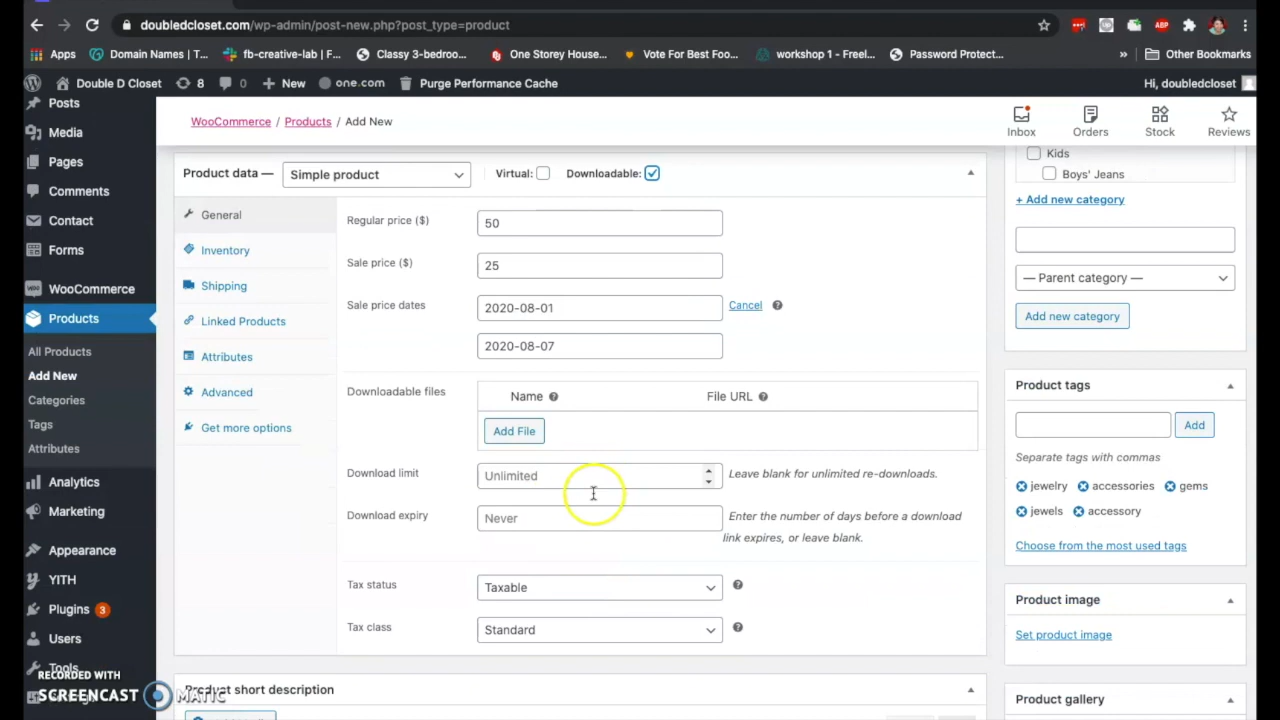 doubledcloset.com/wp-admin/post-new.php?post_type=product
ABP
Apps
Domain Names | T...
fb-creative-lab | F...
Classy 3-bedroo...
One Storey House...
Vote For Best Foo...
workshop 1 – Freel...
Password Protect...
»
Other Bookmarks
Double D Closet
8
0
+ New
one.com
Purge Performance Cache
Hi, doubledcloset
Posts
Media
Pages
Comments
Contact
Forms
WooCommerce
Products
All Products
Add New
Categories
Tags
Attributes
Analytics
Marketing
Appearance
YITH
Plugins 3
Users
Tools
WooCommerce / Products / Add New
Inbox
Orders
Stock
Reviews
Product data —
Simple product
Virtual:
Downloadable:
General
Inventory
Shipping
Linked Products
Attributes
Advanced
Get more options
Regular price ($)
50
Sale price ($)
25
Sale price dates
2020-08-01
Cancel
2020-08-07
Downloadable files
Name
File URL
Add File
Download limit
Unlimited
Leave blank for unlimited re-downloads.
Download expiry
Never
Enter the number of days before a download
link expires, or leave blank.
Tax status
Taxable
Tax class
Standard
Product short description
Kids
Boys' Jeans
+ Add new category
— Parent category —
Add new category
Product tags
Add
Separate tags with commas
jewelry accessories gems
jewels accessory
Choose from the most used tags
Product image
Set product image
Product gallery
RECORDED WITH
SCREENCAST MATIC